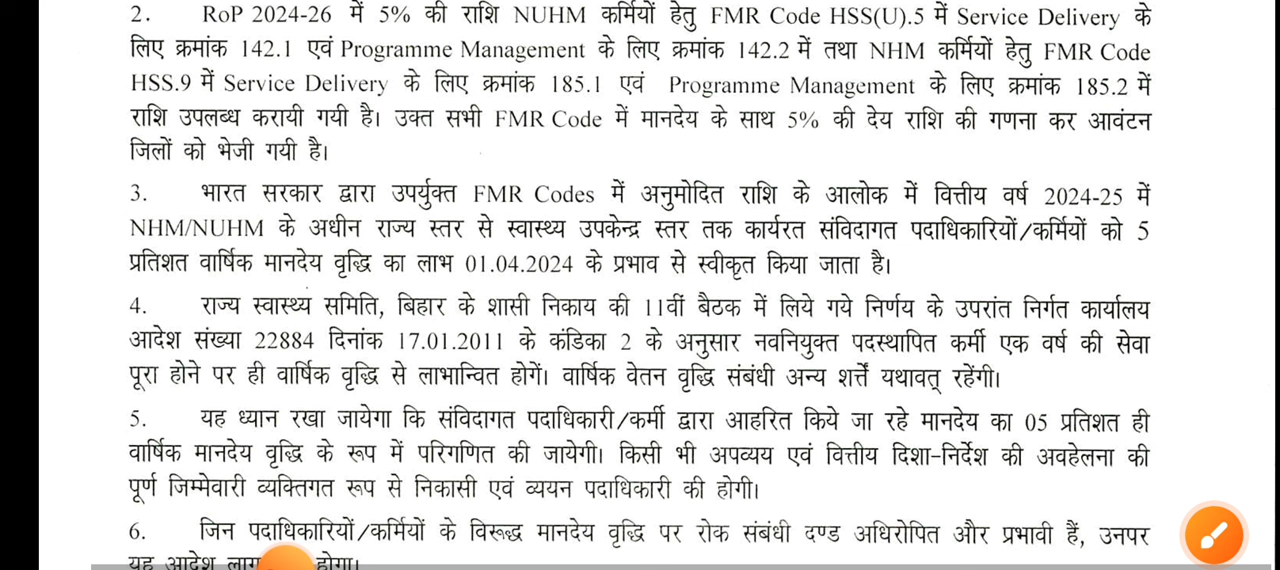 2. RoP 2024-26 में 5% की राशि NUHM कर्मियों हेतु FMR Code HSS(U).5 में Service Delivery के
लिए क्रमांक 142.1 एवं Programme Management के लिए क्रमांक 142.2 में तथा NHM कर्मियों हेतु FMR Code
HSS.9 में Service Delivery के लिए क्रमांक 185.1 एवं Programme Management के लिए क्रमांक 185.2 में
राशि उपलब्ध करायी गयी है। उक्त सभी FMR Code में मानदेय के साथ 5% की देय राशि की गणना कर आवंटन
जिलों को भेजी गयी है।
3. भारत सरकार द्वारा उपर्युक्त FMR Codes में अनुमोदित राशि के आलोक में वित्तीय वर्ष 2024-25 में
NHM/NUHM के अधीन राज्य स्तर से स्वास्थ्य उपकेन्द्र स्तर तक कार्यरत संविदागत पदाधिकारियों/कर्मियों को 5
प्रतिशत वार्षिक मानदेय वृद्धि का लाभ 01.04.2024 के प्रभाव से स्वीकृत किया जाता है।
4. राज्य स्वास्थ्य समिति, बिहार के शासी निकाय की 11वीं बैठक में लिये गये निर्णय के उपरांत निर्गत कार्यालय
आदेश संख्या 22884 दिनांक 17.01.2011 के कंडिका 2 के अनुसार नवनियुक्त पदस्थापित कर्मी एक वर्ष की सेवा
पूरा होने पर ही वार्षिक वृद्धि से लाभान्वित होगें। वार्षिक वेतन वृद्धि संबंधी अन्य शर्त्तें यथावत् रहेंगी।
5. यह ध्यान रखा जायेगा कि संविदागत पदाधिकारी/कर्मी द्वारा आहरित किये जा रहे मानदेय का 05 प्रतिशत ही
वार्षिक मानदेय वृद्धि के रूप में परिगणित की जायेगी। किसी भी अपव्यय एवं वित्तीय दिशा-निर्देश की अवहेलना की
पूर्ण जिम्मेवारी व्यक्तिगत रूप से निकासी एवं व्ययन पदाधिकारी की होगी।
6. जिन पदाधिकारियों/कर्मियों के विरूद्ध मानदेय वृद्धि पर रोक संबंधी दण्ड अधिरोपित और प्रभावी हैं, उनपर
यह आदेश होगा।